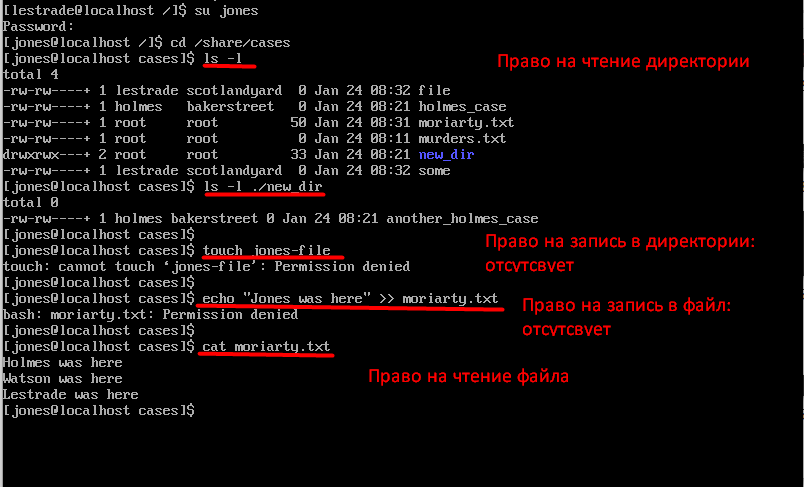 [lestrade@localhost /]$ su jones
Password:
[jones@localhost /]$ cd /share/cases
[jones@localhost cases]$ ls -l
Право на чтение директории
total 4
-rw-rw----+ 1 lestrade scotlandyard  0 Jan 24 08:32 file
-rw-rw----+ 1 holmes   bakerstreet   0 Jan 24 08:21 holmes_case
-rw-rw----+ 1 root     root         50 Jan 24 08:31 moriarty.txt
-rw-rw----+ 1 root     root          0 Jan 24 08:11 murders.txt
drwxrwx---+ 2 root     root         33 Jan 24 08:21 new_dir
-rw-rw----+ 1 lestrade scotlandyard  0 Jan 24 08:32 some
[jones@localhost cases]$ ls -l ./new_dir
total 0
-rw-rw----+ 1 holmes bakerstreet 0 Jan 24 08:21 another_holmes_case
[jones@localhost cases]$
[jones@localhost cases]$ touch jones-file
Право на запись в директории:
отсутсвует
touch: cannot touch ‘jones-file’: Permission denied
[jones@localhost cases]$
[jones@localhost cases]$ echo "Jones was here" >> moriarty.txt
Право на запись в файл:
отсутсвует
bash: moriarty.txt: Permission denied
[jones@localhost cases]$
[jones@localhost cases]$ cat moriarty.txt
Holmes was here
Watson was here
Право на чтение файла
Lestrade was here
[jones@localhost cases]$